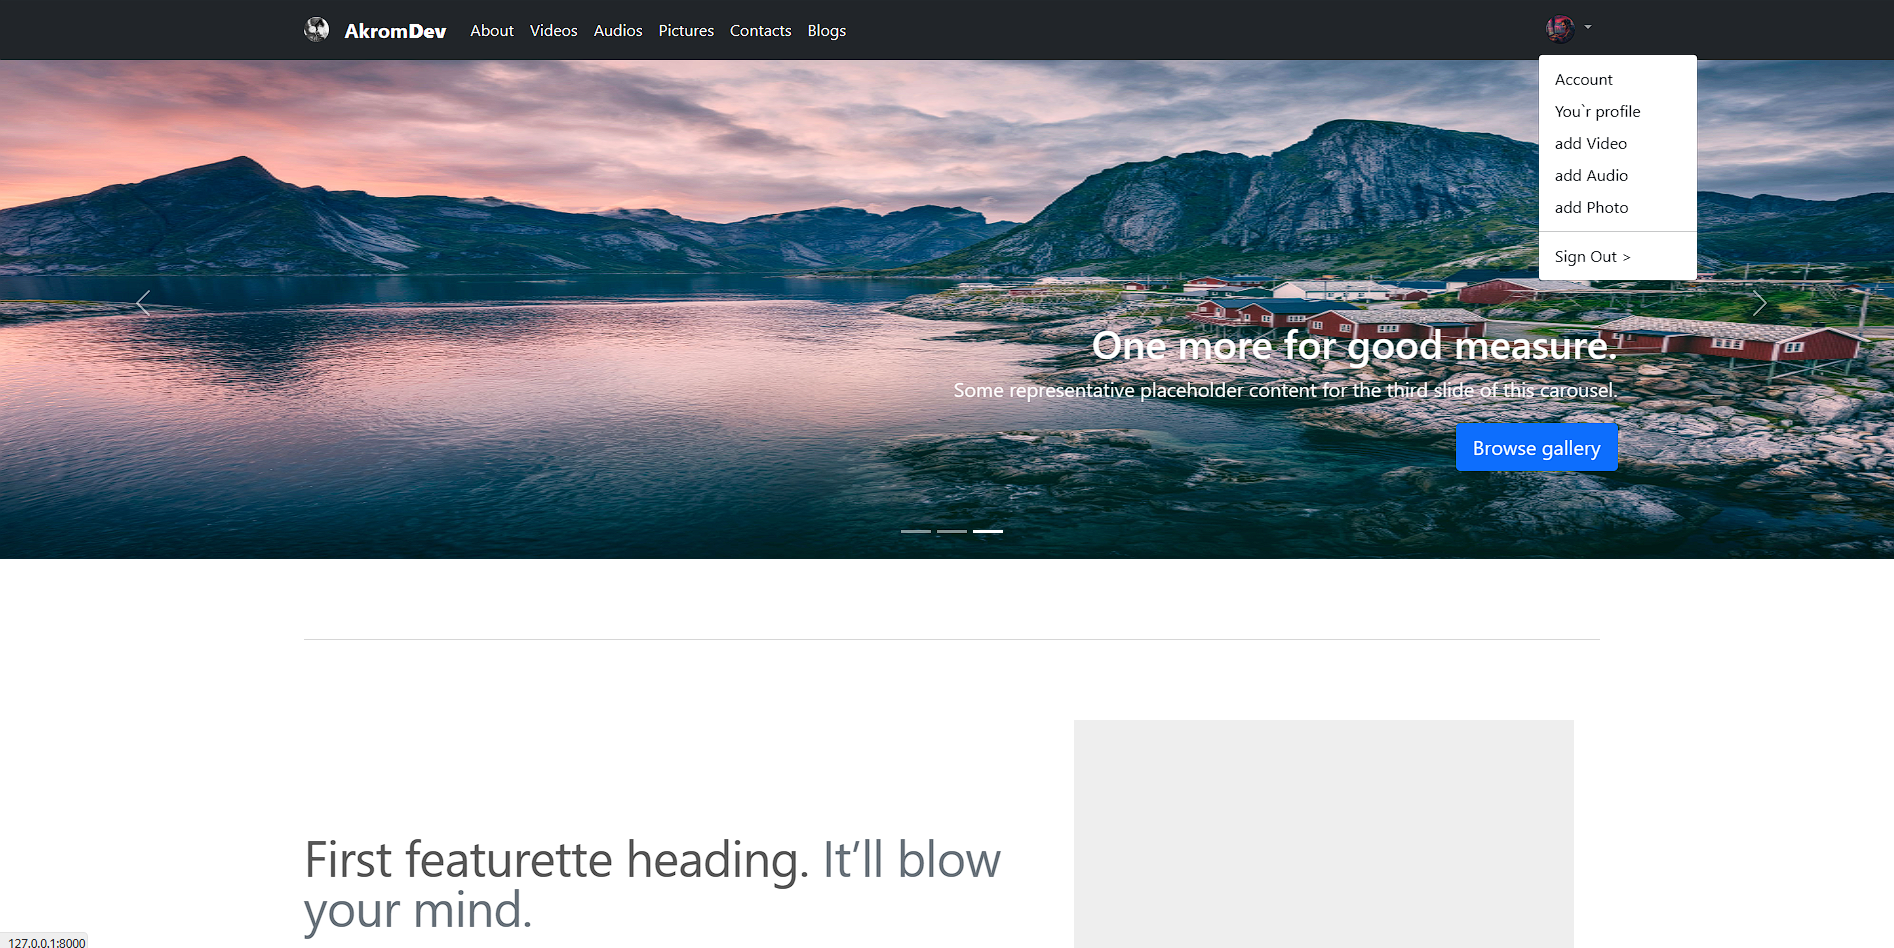 AkromDev About Videos Audios Pictures Contacts Blogs
Account
You`r profile
add Video
add Audio
add Photo
Sign Out >
One more for good measure.
Some representative placeholder content for the third slide of this carousel.
Browse gallery
First featurette heading. It’ll blow
your mind.
127.0.0.1:8000